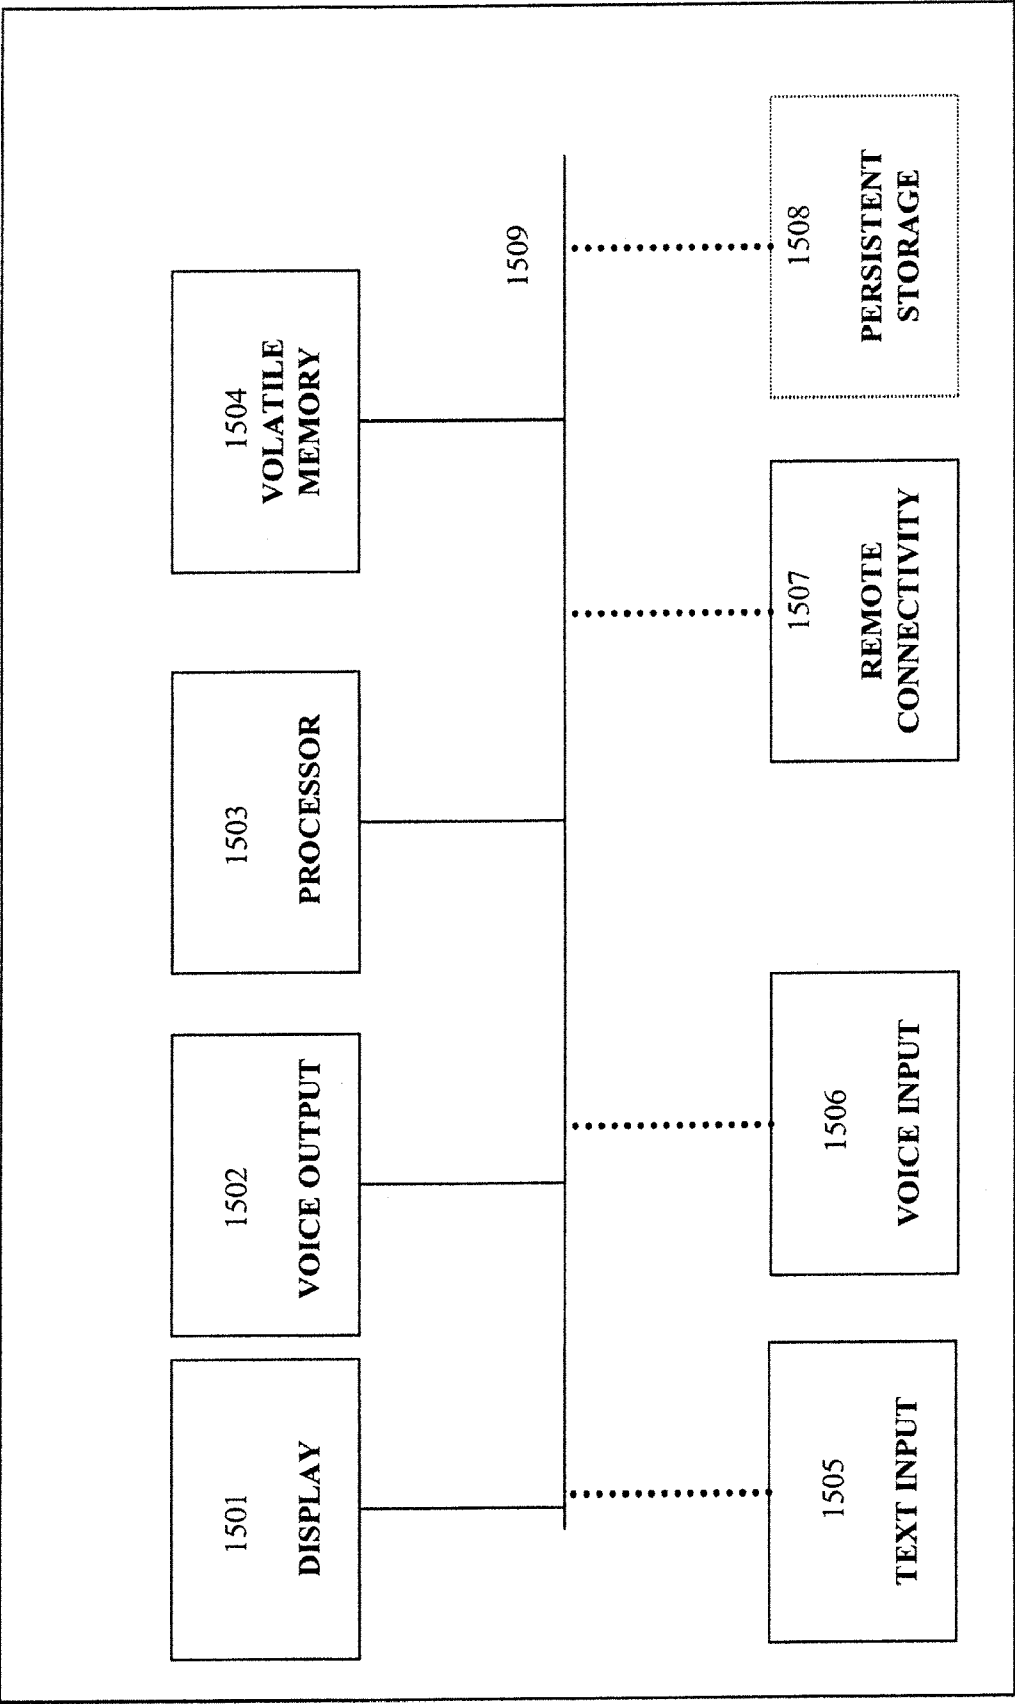 1501
DISPLAY
1502
VOICE OUTPUT
1503
PROCESSOR
1504
VOLATILE
MEMORY
1509
1505
TEXT INPUT
1506
VOICE INPUT
1507
REMOTE
CONNECTIVITY
1508
PERSISTENT
STORAGE